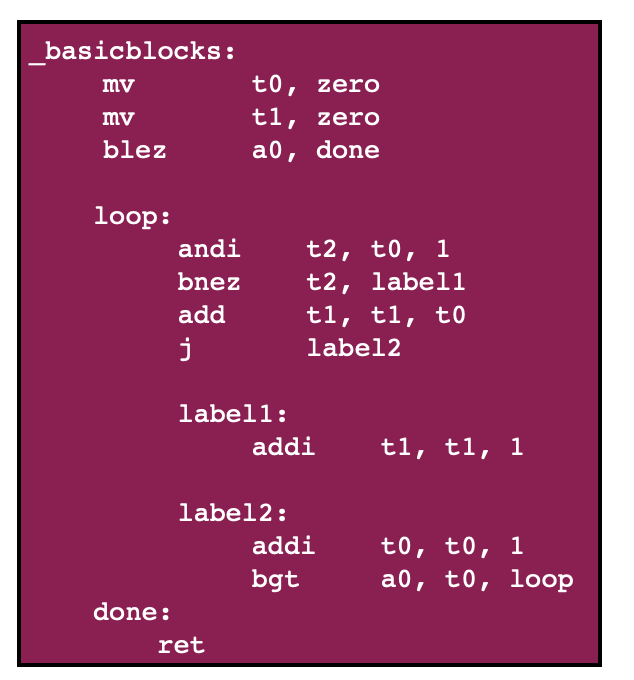 _basicblocks:
mv t0, zero
mv t1, zero
blez a0, done
loop:
andi t2, t0, 1
bnez t2, label1
add t1, t1, t0
j label2
label1:
addi t1, t1, 1
label2:
addi t0, t0, 1
bgt a0, t0, loop
done:
ret